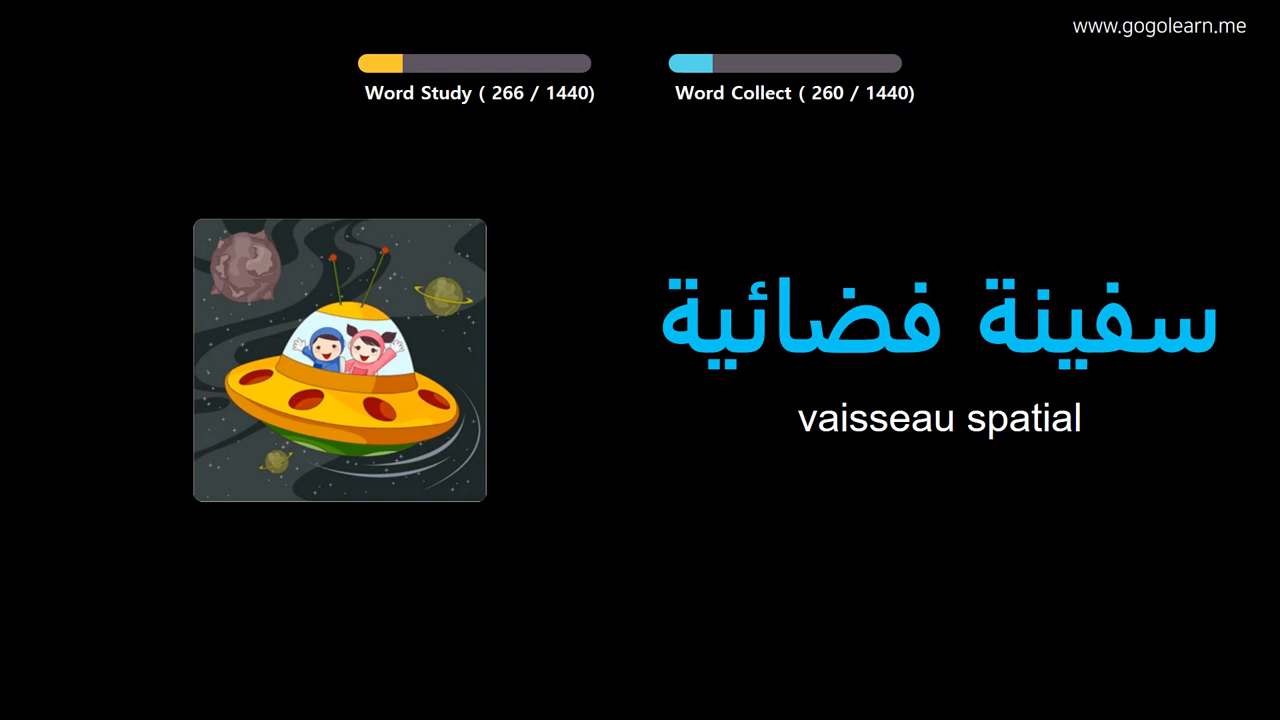 www.gogolearn.me
Word Study ( 266 / 1440)
Word Collect ( 260 / 1440)
سفينة فضائية
vaisseau spatial